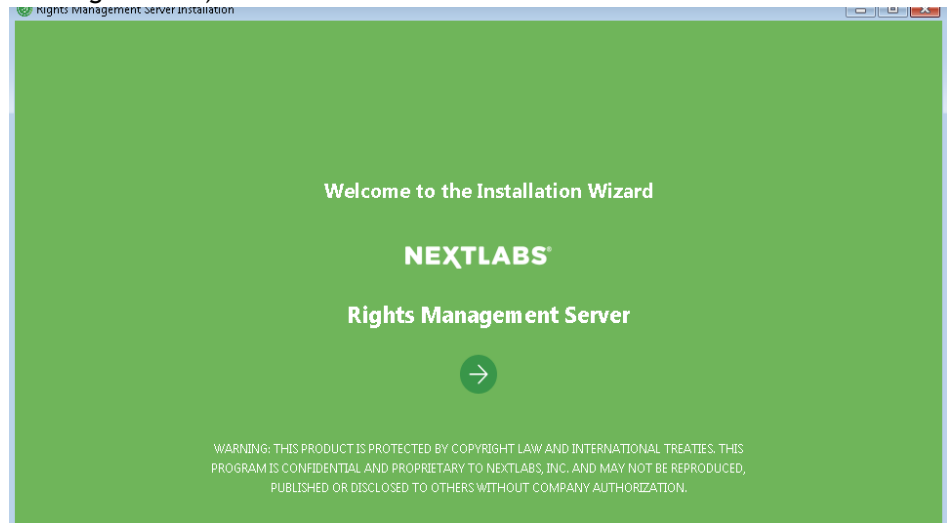 Rights Management Server Installation
Welcome to the Installation Wizard
NEXTLABS®
Rights Management Server
WARNING: THIS PRODUCT IS PROTECTED BY COPYRIGHT LAW AND INTERNATIONAL TREATIES. THIS
PROGRAM IS CONFIDENTIAL AND PROPRIETARY TO NEXTLABS, INC. AND MAY NOT BE REPRODUCED,
PUBLISHED OR DISCLOSED TO OTHERS WITHOUT COMPANY AUTHORIZATION.